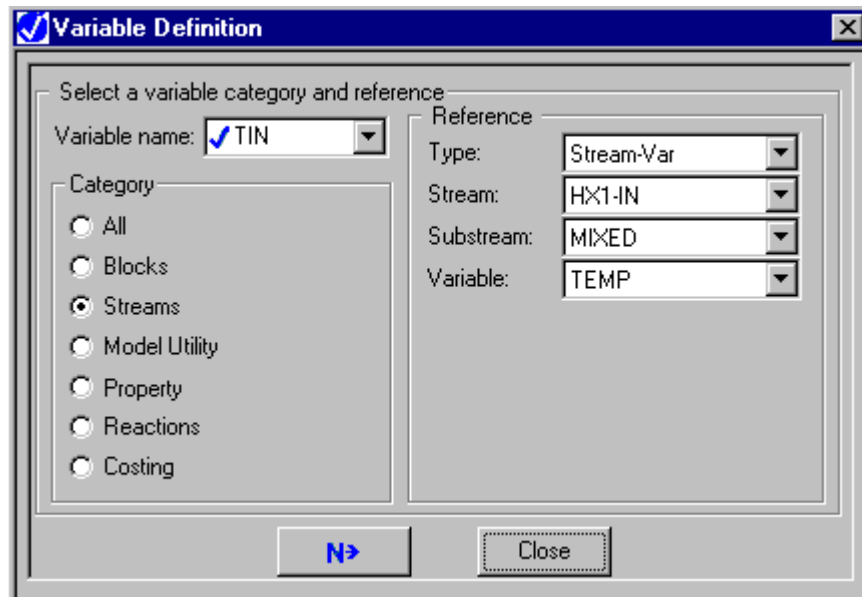 Variable Definition
Select a variable category and reference
Variable name: TIN
Category
All
Blocks
Streams
Model Utility
Property
Reactions
Costing
Reference
Type: Stream-Var
Stream: HX1-IN
Substream: MIXED
Variable: TEMP
N
Close